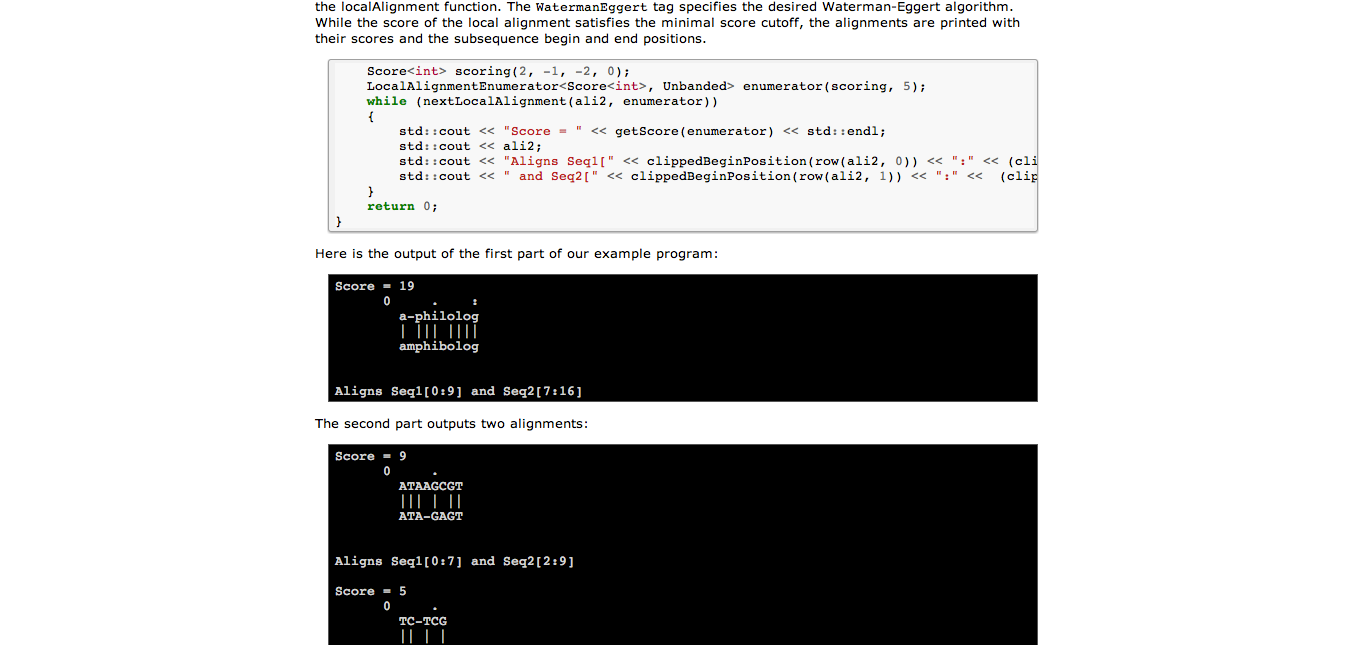 the localAlignment function. The WatermanEggert tag specifies the desired Waterman-Eggert algorithm.
While the score of the local alignment satisfies the minimal score cutoff, the alignments are printed with
their scores and the subsequence begin and end positions.
Score<int> scoring(2, -1, -2, 0);
LocalAlignmentEnumerator<Score<int>, Unbanded> enumerator(scoring, 5);
while (nextLocalAlignment(ali2, enumerator))
{
std::cout << "Score = " << getScore(enumerator) << std::endl;
std::cout << ali2;
std::cout << "Aligns Seq1[" << clippedBeginPosition(row(ali2, 0)) << ":" << (cli
std::cout << " and Seq2[" << clippedBeginPosition(row(ali2, 1)) << ":" << (clip
}
return 0;
}
Here is the output of the first part of our example program:
Score = 19
0 . :
a-philolog
| ||| ||||
amphibolog
Aligns Seq1[0:9] and Seq2[7:16]
The second part outputs two alignments:
Score = 9
0 .
ATAAGCGT
||| | ||
ATA-GAGT
Aligns Seq1[0:7] and Seq2[2:9]
Score = 5
0 .
TC-TCG
|| | |